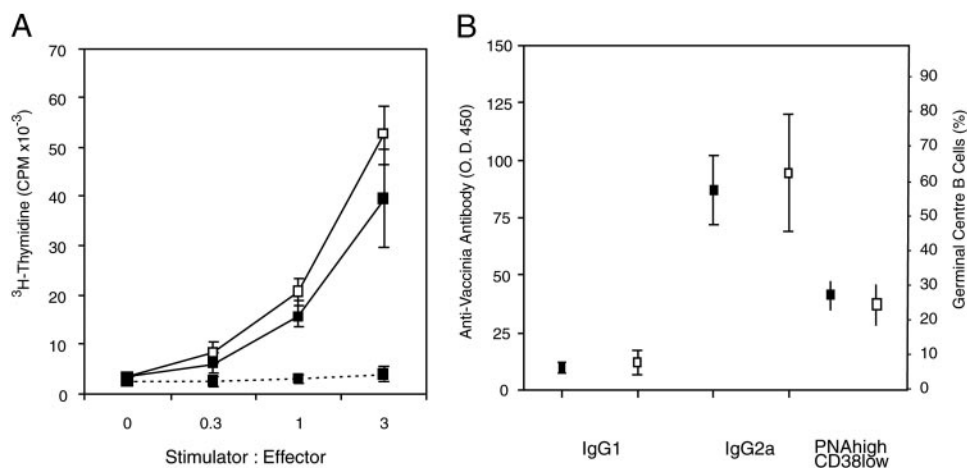 A
70
60
50
40
30
20
10
0
³H-Thymidine (CPM x10⁻³)
0 0.3 1 3
Stimulator : Effector
B
150
125
100
75
50
25
0
Anti-Vaccinia Antibody (O. D. 450)
90
80
70
60
50
40
30
20
10
0
Germinal Centre B Cells (%)
IgG1 IgG2a PNAhigh
CD38low